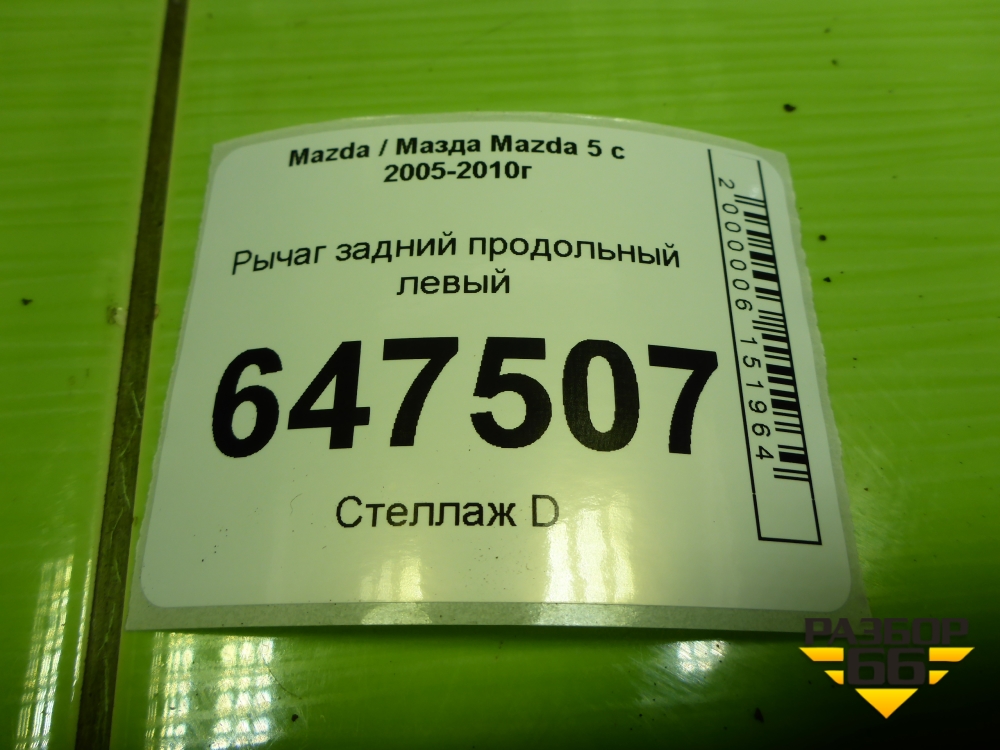 Mazda / Мазда Mazda 5 с
2005-2010г
Рычаг задний продольный
левый
647507
Стеллаж D
2000006151964
РАЗБОР
66